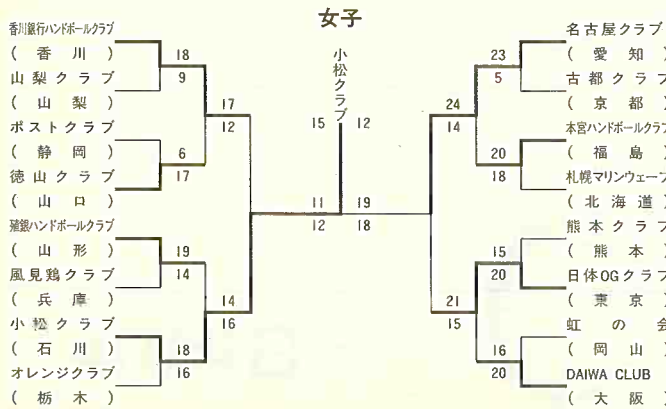 女子
香川銀行ハンドボールクラブ
(香川)
山梨クラブ
(山梨)
ポストクラブ
(静岡)
徳山クラブ
(山口)
殖銀ハンドボールクラブ
(山形)
風見鶏クラブ
(兵庫)
小松クラブ
(石川)
オレンジクラブ
(栃木)
18
9
6
17
19
14
18
16
17
12
14
16
11
12
小松クラブ
15 12
19
18
24
14
21
15
23
5
20
18
15
20
16
20
名古屋クラブ
(愛知)
古都クラブ
(京都)
本宮ハンドボールクラブ
(福島)
札幌マリンウェーブ
(北海道)
熊本クラブ
(熊本)
日体OGクラブ
(東京)
虹の会
(岡山)
DAIWA CLUB
(大阪)